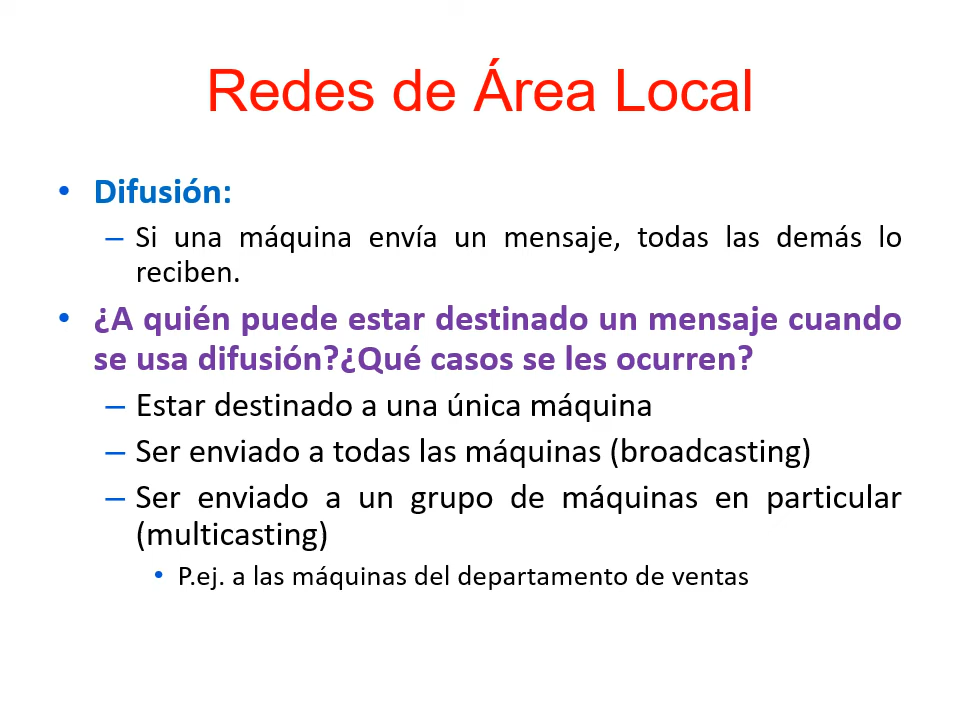 Redes de Área Local
• Difusión:
– Si una máquina envía un mensaje, todas las demás lo
reciben.
• ¿A quién puede estar destinado un mensaje cuando
se usa difusión?¿Qué casos se les ocurren?
– Estar destinado a una única máquina
– Ser enviado a todas las máquinas (broadcasting)
– Ser enviado a un grupo de máquinas en particular
(multicasting)
• P.ej. a las máquinas del departamento de ventas